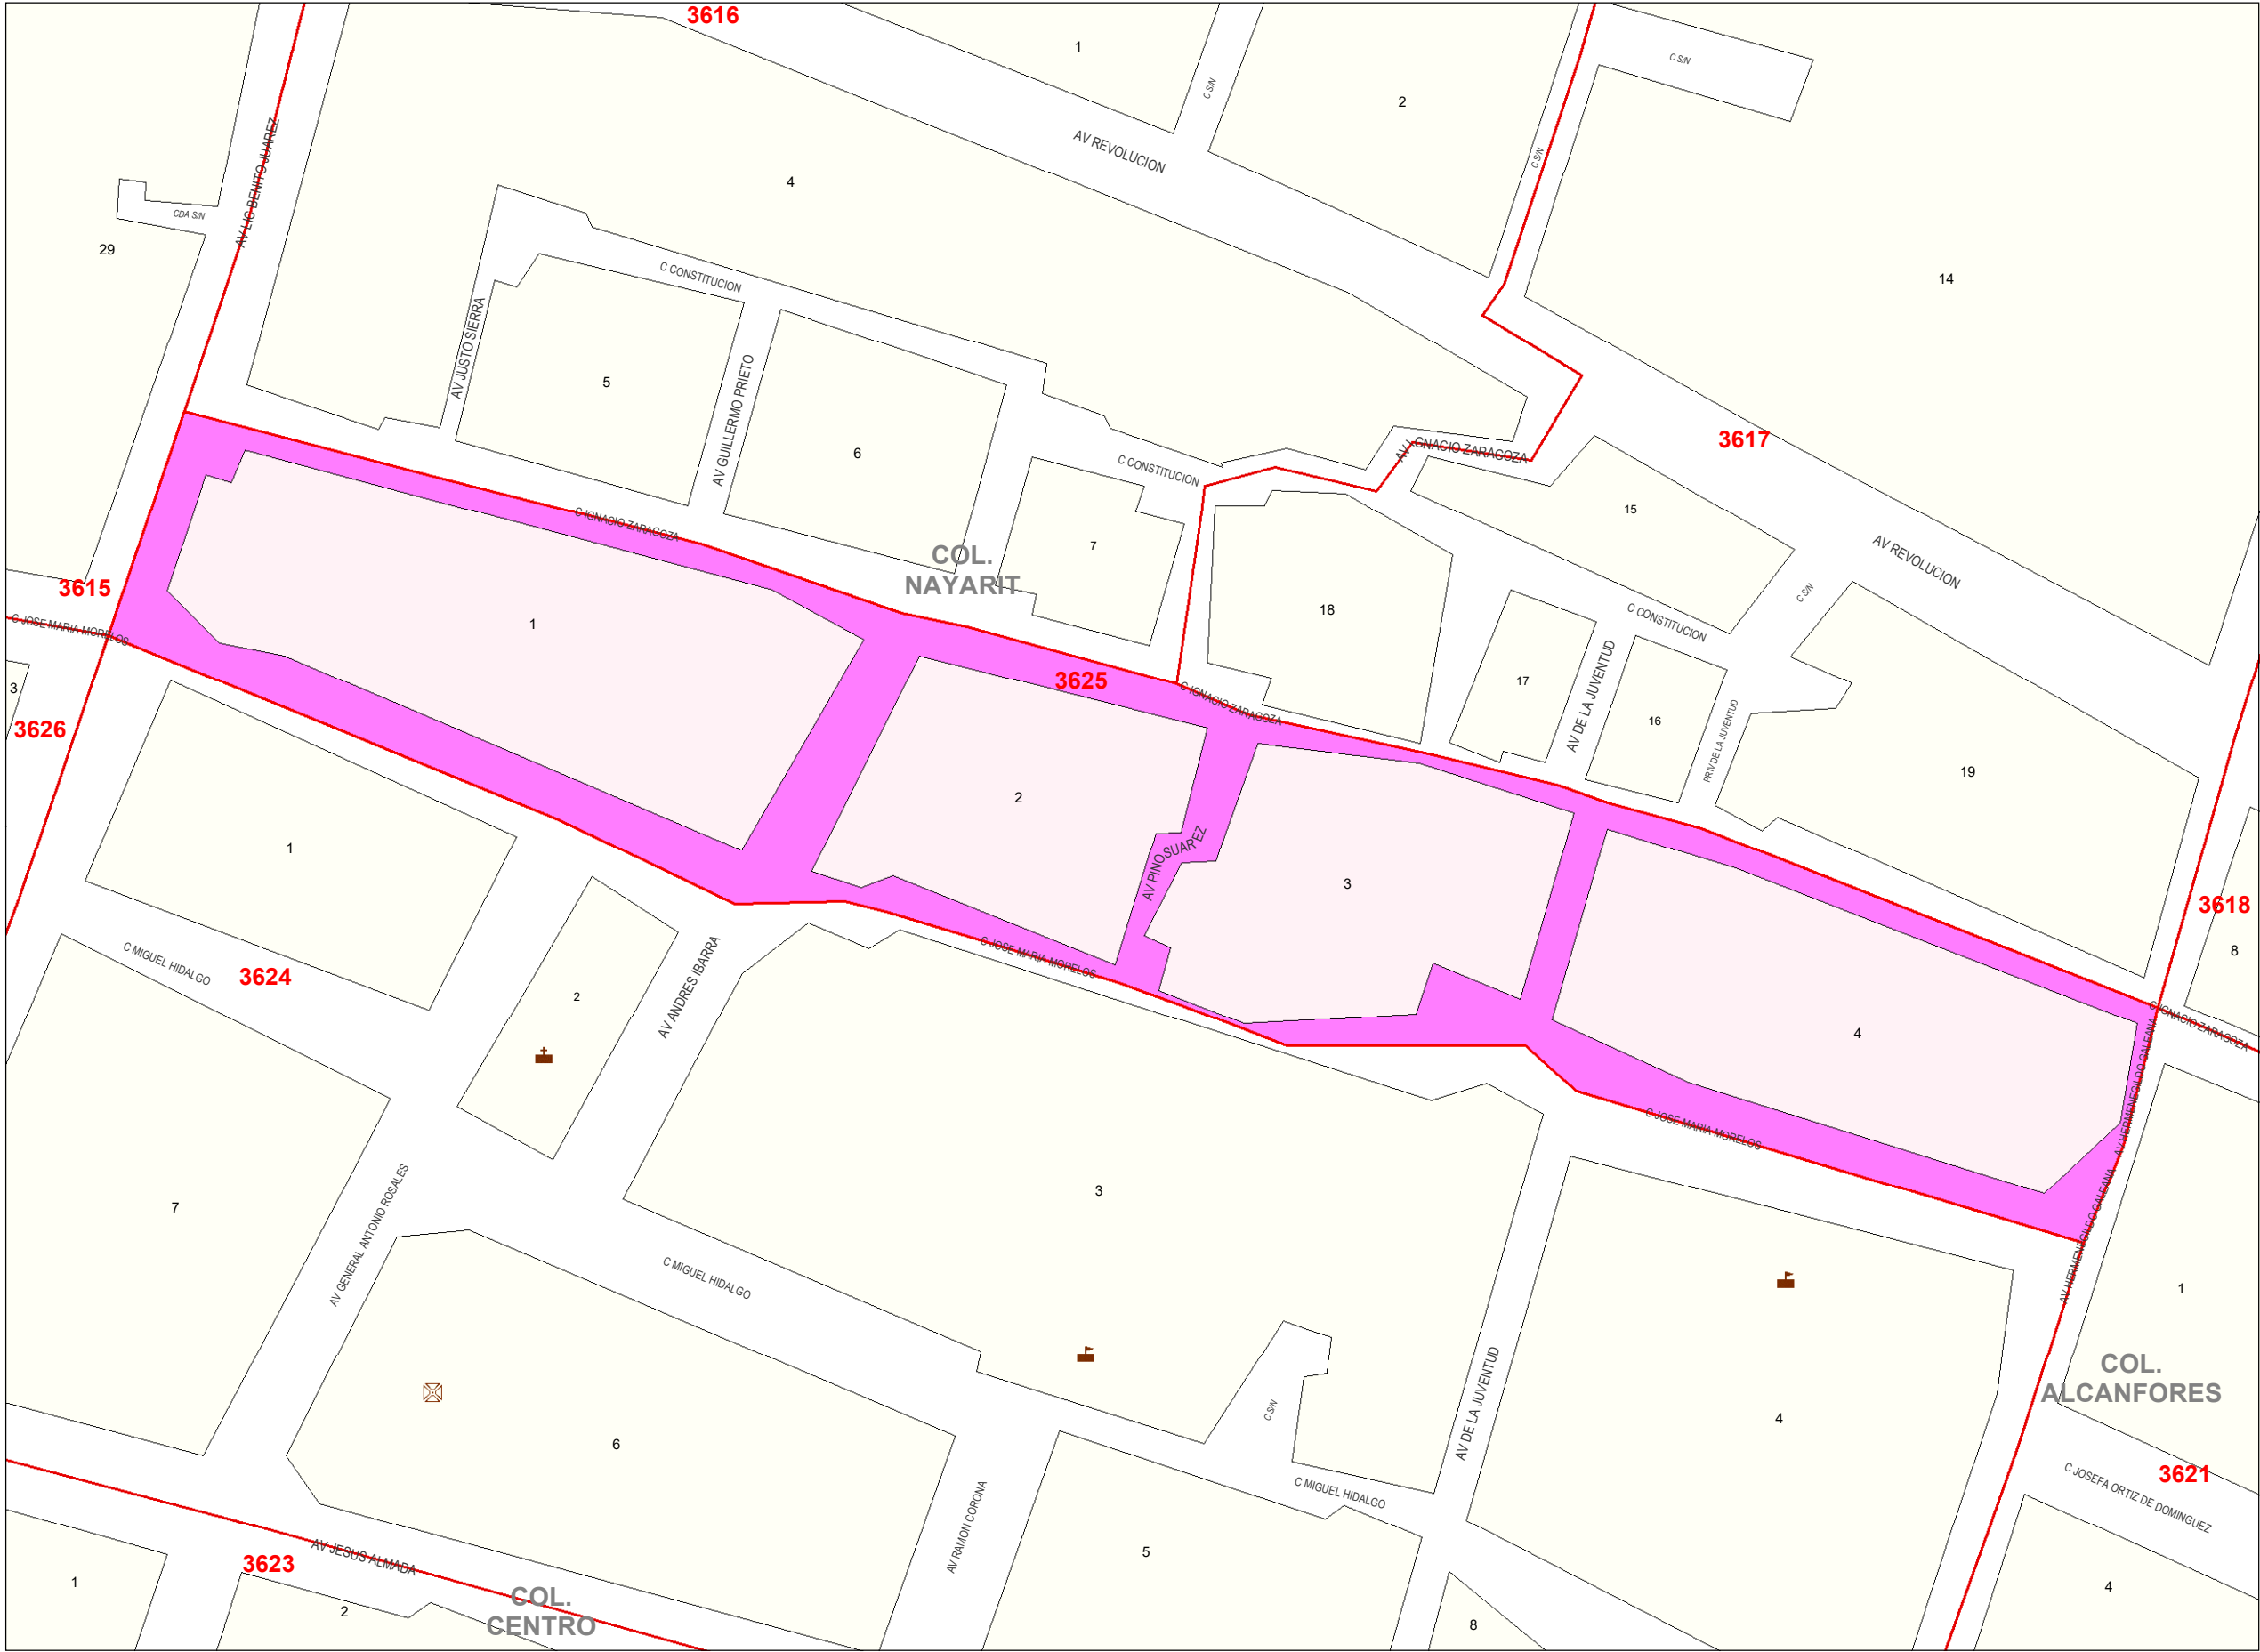 3616
1
C S/N
2
C S/N
AV REVOLUCION
C S/N
AV LIC BENITO JUAREZ
4
CDA S/N
29
14
C CONSTITUCION
AV JUSTO SIERRA
5
AV GUILLERMO PRIETO
6
3617
AV IGNACIO ZARAGOZA
C CONSTITUCION
15
C IGNACIO ZARAGOZA
7
COL.
NAYARIT
AV REVOLUCION
3615
C S/N
18
C CONSTITUCION
C JOSE MARIA MORELOS
1
3625
17
AV DE LA JUVENTUD
3
C IGNACIO ZARAGOZA
16
PRIV DE LA JUVENTUD
3626
19
2
1
AV PINO SUAREZ
3
3618
8
C MIGUEL HIDALGO
3624
AV ANDRES IBARRA
C JOSE MARIA MORELOS
2
C IGNACIO ZARAGOZA
4
AV HERMENEGILDO GALEANA
C JOSE MARIA MORELOS
7
3
AV GENERAL ANTONIO ROSALES
AV HERMENEGILDO GALEANA
C MIGUEL HIDALGO
1
COL.
ALCANFORES
AV DE LA JUVENTUD
C S/N
4
6
3621
C MIGUEL HIDALGO
C JOSEFA ORTIZ DE DOMINGUEZ
AV RAMON CORONA
5
3623
AV JESUS ALMADA
1
2
COL.
CENTRO
8
4